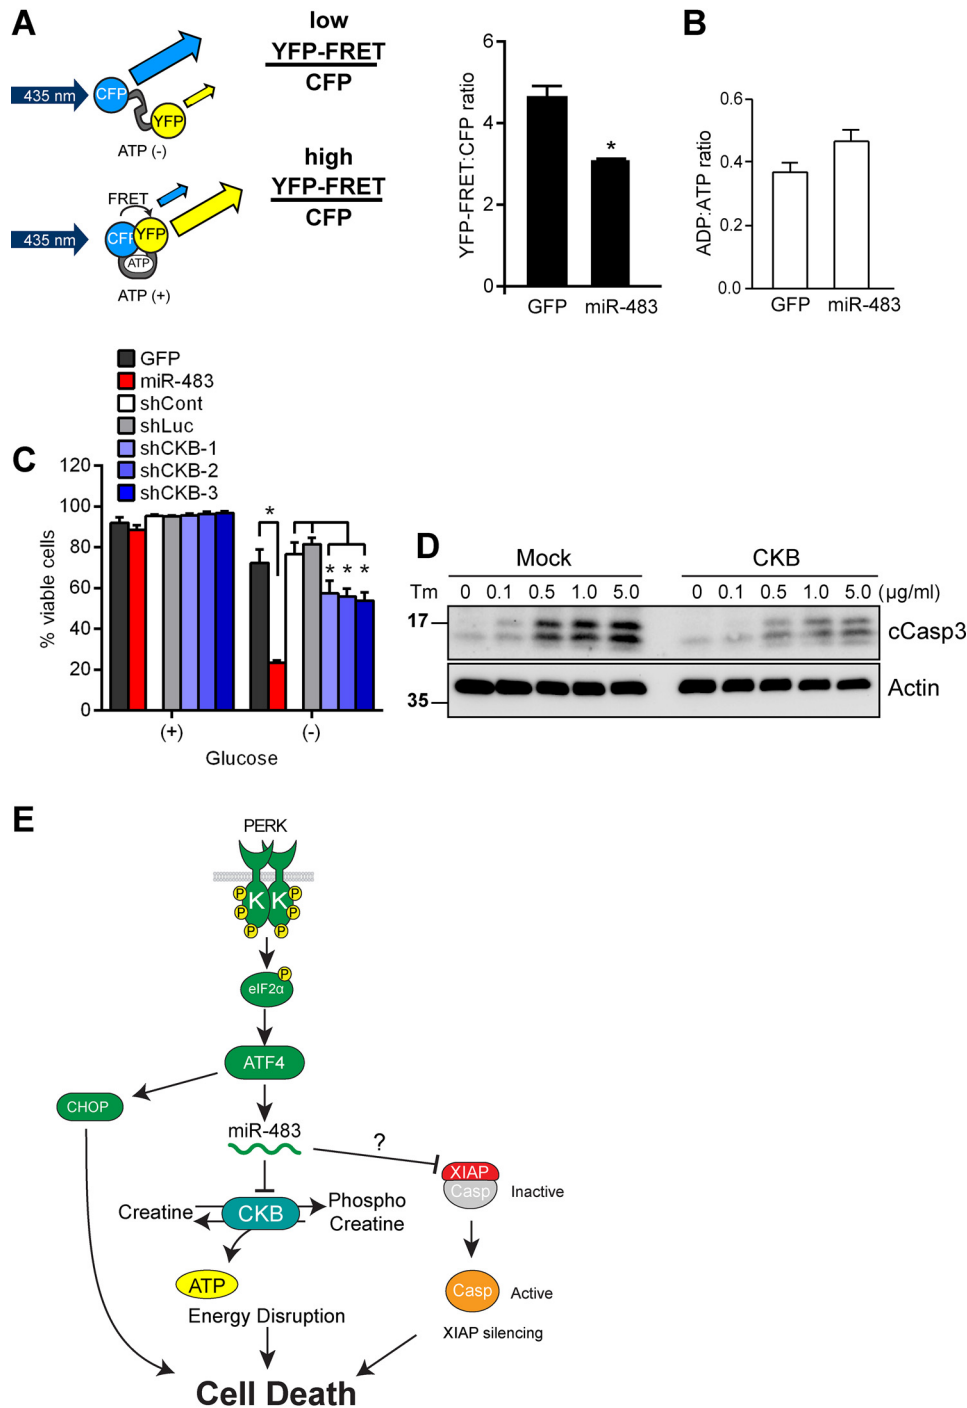 A
low
YFP-FRET
CFP
435 nm
CFP
YFP
ATP (-)
high
YFP-FRET
CFP
FRET
435 nm
CFP
YFP
ATP
ATP (+)
YFP-FRET:CFP ratio
6
4
2
0
*
GFP
miR-483
B
ADP:ATP ratio
0.6
0.4
0.2
0.0
GFP
miR-483
C
GFP
miR-483
shCont
shLuc
shCKB-1
shCKB-2
shCKB-3
% viable cells
120
100
80
60
40
20
0
*
* * *
(+)
(-)
Glucose
D
Mock
CKB
Tm
0 0.1 0.5 1.0 5.0
0 0.1 0.5 1.0 5.0 (µg/ml)
17
cCasp3
35
Actin
E
PERK
K K
P P
P P
P P
P
eIF2α
ATF4
CHOP
miR-483
?
XIAP
Casp
Inactive
Creatine
CKB
Phospho
Creatine
ATP
Casp
Active
Energy Disruption
XIAP silencing
Cell Death